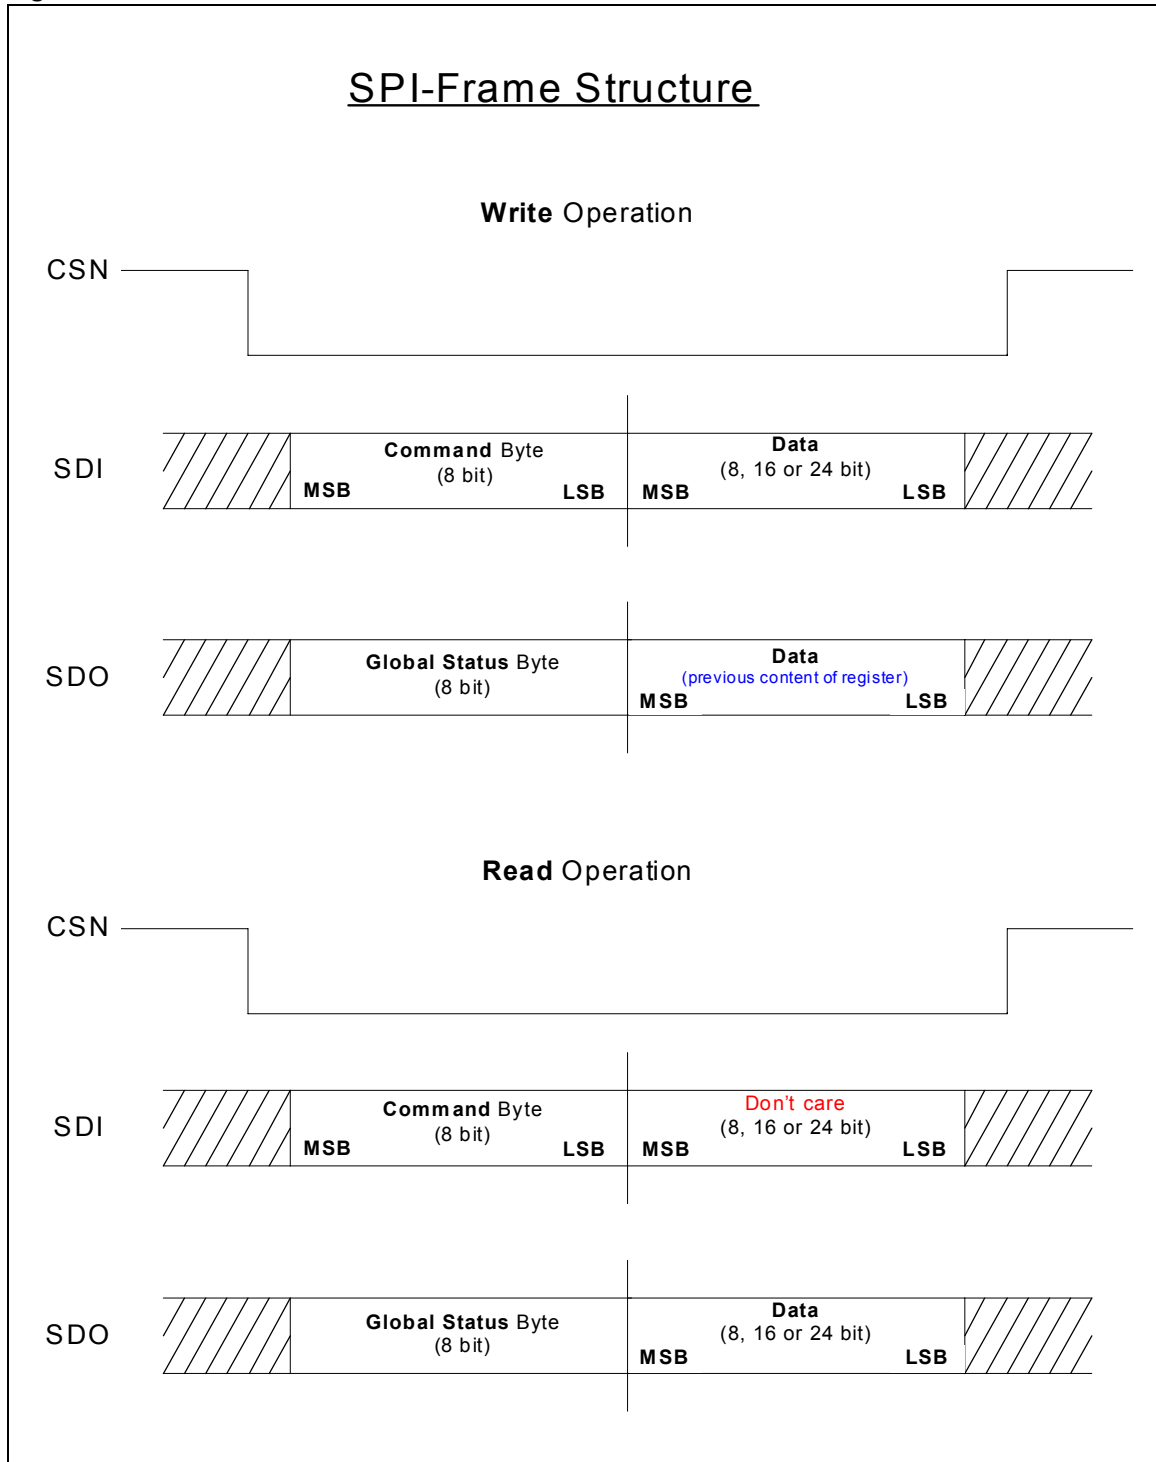 SPI-Frame Structure
Write Operation
CSN
SDI
Command Byte
(8 bit)
MSB LSB
Data
(8, 16 or 24 bit)
MSB LSB
SDO
Global Status Byte
(8 bit)
Data
(previous content of register)
MSB LSB
Read Operation
CSN
SDI
Command Byte
(8 bit)
MSB LSB
Don't care
(8, 16 or 24 bit)
MSB LSB
SDO
Global Status Byte
(8 bit)
Data
(8, 16 or 24 bit)
MSB LSB